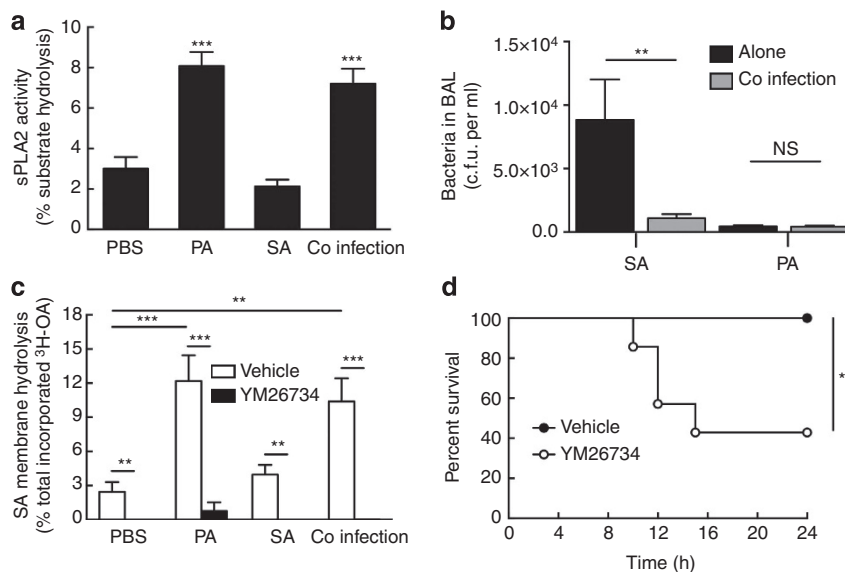 a
sPLA2 activity
(% substrate hydrolysis)
10
8
6
4
2
0
***
***
PBS
PA
SA
Co infection
b
Bacteria in BAL
(c.f.u. per ml)
1.5×10⁴
1.0×10⁴
5.0×10³
0.0
**
NS
Alone
Co infection
SA
PA
c
SA membrane hydrolysis
(% total incorporated ³H-OA)
18
15
12
9
6
3
0
**
***
***
***
**
**
Vehicle
YM26734
PBS
PA
SA
Co infection
d
Percent survival
100
80
60
40
20
0
Vehicle
YM26734
*
0
4
8
12
16
20
24
Time (h)